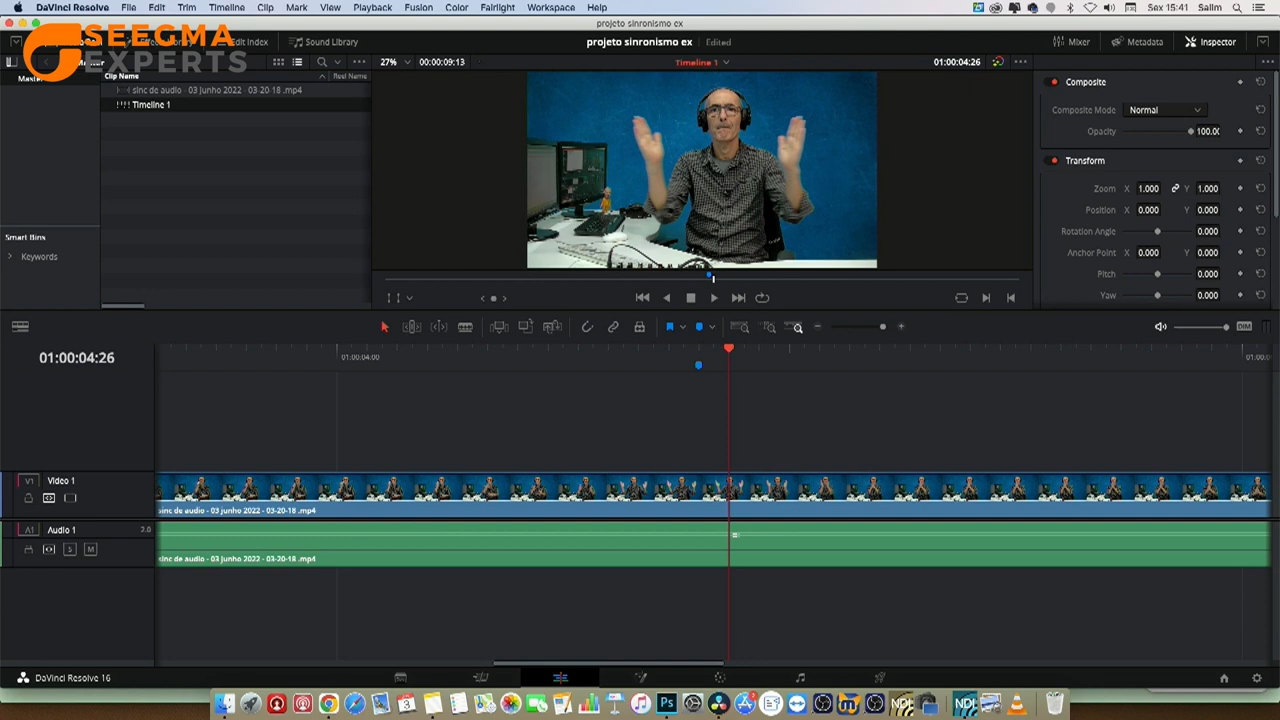 DaVinci Resolve File Edit Trim Timeline Clip Mark View Playback Fusion Color Fairlight Workspace Help Sex 15:41 Salim
projeto sinronismo ex
SEEGMA
EXPERTS
Edit Index Sound Library projeto sinronismo ex Edited Mixer Metadata Inspector
Master 27% 00:00:09:13 Timeline 1 01:00:04:26
Clip Name Reel Name
sinc de audio - 03 junho 2022 - 03-20-18 .mp4
Timeline 1
Composite
Composite Mode Normal
Opacity 100.00
Transform
Zoom X 1.000 Y 1.000
Position X 0.000 Y 0.000
Rotation Angle 0.000
Anchor Point X 0.000 Y 0.000
Pitch 0.000
Yaw 0.000
Smart Bins
Keywords
DIM
01:00:04:26
01:00:04:00
V1 Video 1
sinc de audio - 03 junho 2022 - 03-20-18 .mp4
A1 Audio 1 2.0
S M
sinc de audio - 03 junho 2022 - 03-20-18 .mp4
DaVinci Resolve 16
Ps
NDI
NDI